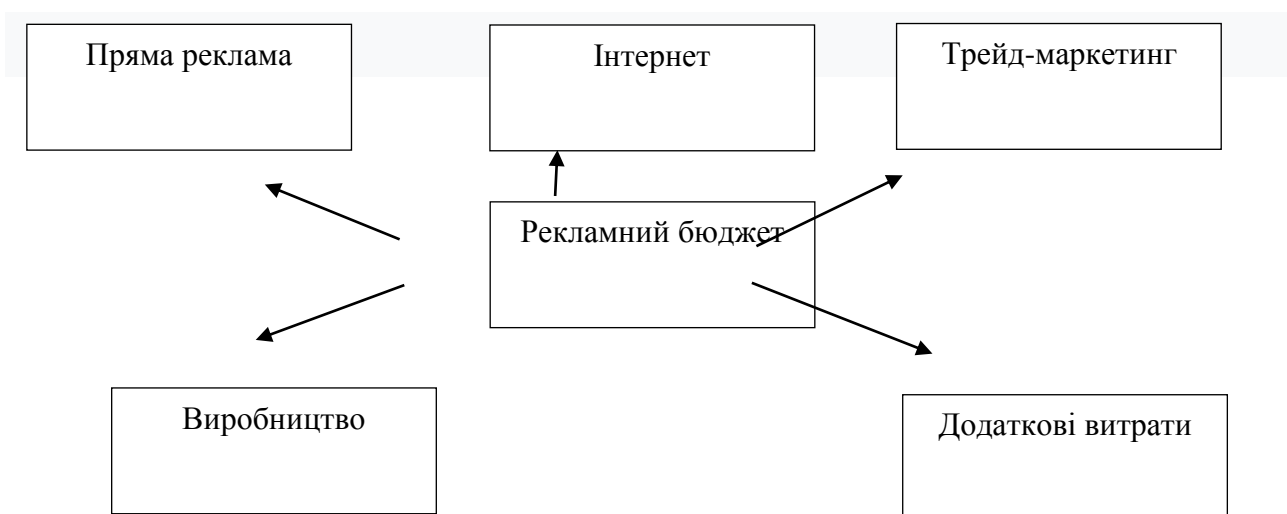 Пряма реклама
Інтернет
Трейд-маркетинг
Рекламний бюджет
Виробництво
Додаткові витрати